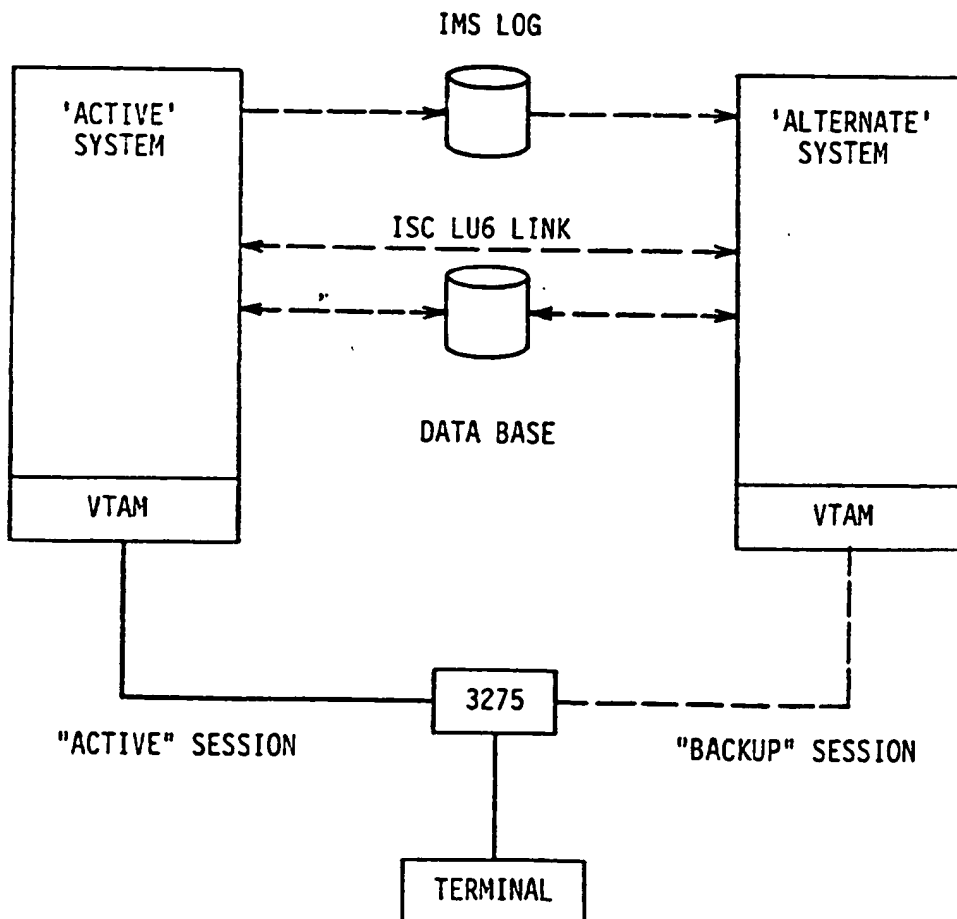 IMS LOG
'ACTIVE'
SYSTEM
'ALTERNATE'
SYSTEM
ISC LU6 LINK
DATA BASE
VTAM
VTAM
3275
"ACTIVE" SESSION
"BACKUP" SESSION
TERMINAL